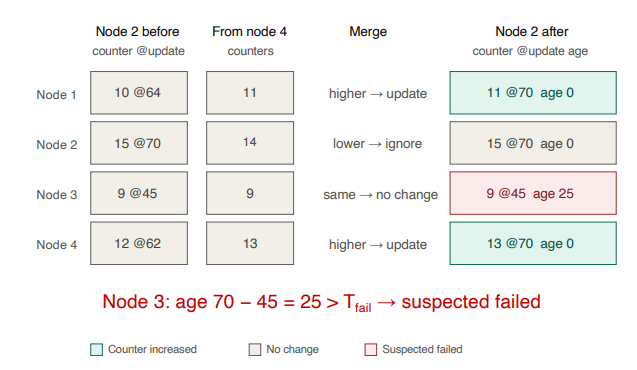 Node 2 before From node 4 Merge Node 2 after
counter @update counters counter @update age
Node 1 10 @64 11 higher → update 11 @70 age 0
Node 2 15 @70 14 lower → ignore 15 @70 age 0
Node 3 9 @45 9 same → no change 9 @45 age 25
Node 4 12 @62 13 higher → update 13 @70 age 0
Node 3: age 70 − 45 = 25 > Tfail → suspected failed
Counter increased No change Suspected failed